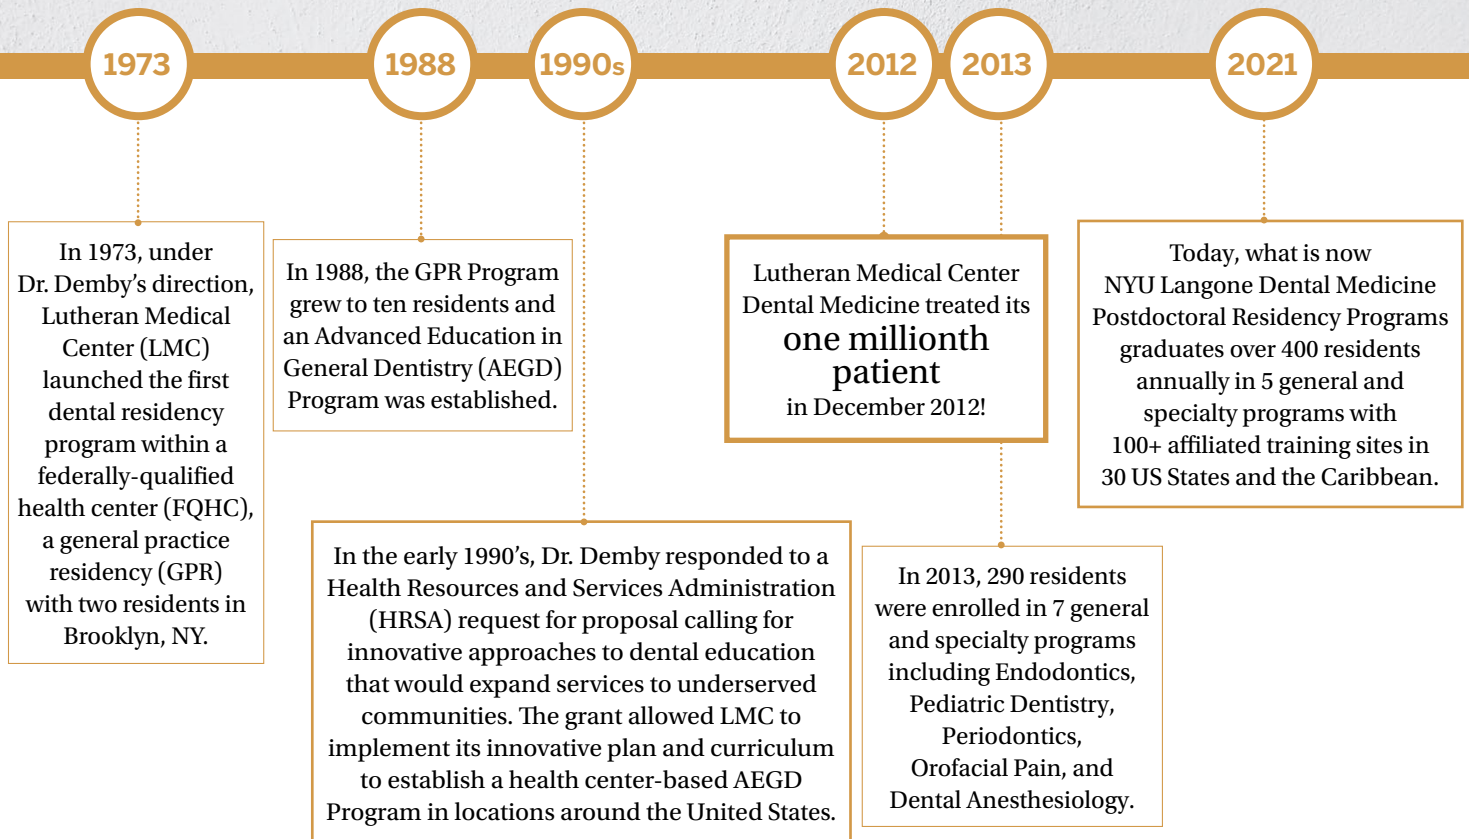 1973
1988
1990s
2012
2013
2021
In 1973, under
Dr. Demby’s direction,
Lutheran Medical
Center (LMC)
launched the first
dental residency
program within a
federally-qualified
health center (FQHC),
a general practice
residency (GPR)
with two residents in
Brooklyn, NY.
In 1988, the GPR Program
grew to ten residents and
an Advanced Education in
General Dentistry (AEGD)
Program was established.
In the early 1990’s, Dr. Demby responded to a
Health Resources and Services Administration
(HRSA) request for proposal calling for
innovative approaches to dental education
that would expand services to underserved
communities. The grant allowed LMC to
implement its innovative plan and curriculum
to establish a health center-based AEGD
Program in locations around the United States.
Lutheran Medical Center
Dental Medicine treated its
one millionth
patient
in December 2012!
In 2013, 290 residents
were enrolled in 7 general
and specialty programs
including Endodontics,
Pediatric Dentistry,
Periodontics,
Orofacial Pain, and
Dental Anesthesiology.
Today, what is now
NYU Langone Dental Medicine
Postdoctoral Residency Programs
graduates over 400 residents
annually in 5 general and
specialty programs with
100+ affiliated training sites in
30 US States and the Caribbean.